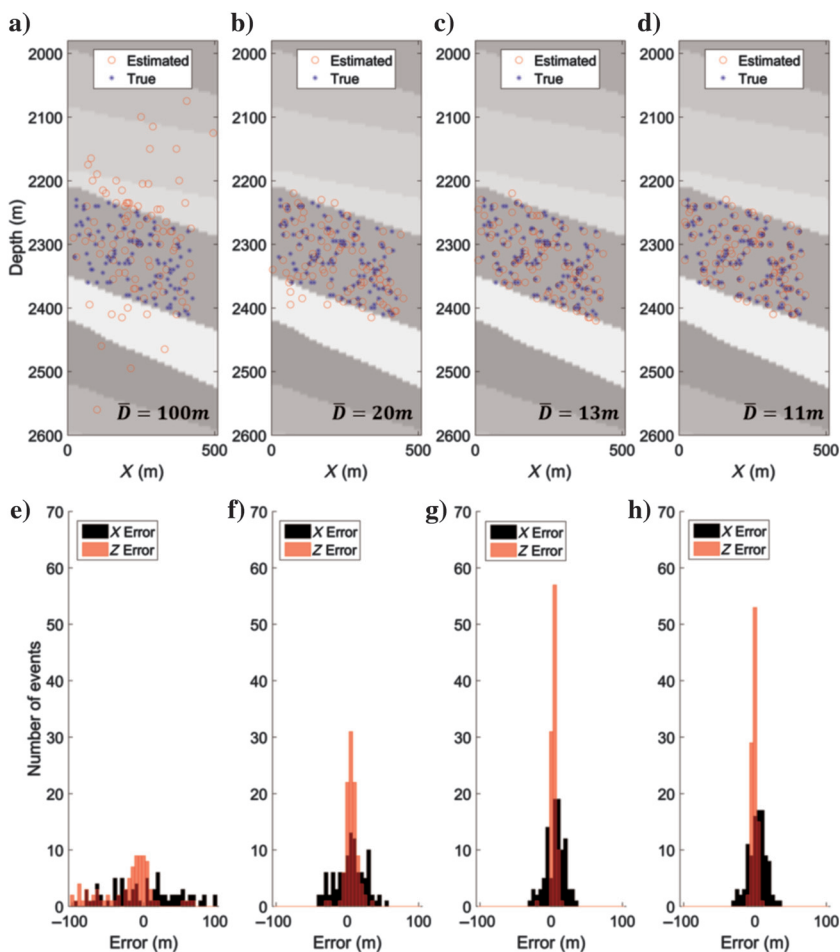 a) b) c) d)
2000 2000 2000 2000
Estimated Estimated Estimated Estimated
True True True True
2100 2100 2100 2100
2200 2200 2200 2200
Depth (m)
2300 2300 2300 2300
2400 2400 2400 2400
2500 2500 2500 2500
D̅ = 100m D̅ = 20m D̅ = 13m D̅ = 11m
2600 2600 2600 2600
0 500 0 500 0 500 0 500
X (m) X (m) X (m) X (m)
e) f) g) h)
70 70 70 70
X Error X Error X Error X Error
Z Error Z Error Z Error Z Error
60 60 60 60
50 50 50 50
40 40 40 40
Number of events
30 30 30 30
20 20 20 20
10 10 10 10
0 0 0 0
−100 0 100 −100 0 100 −100 0 100 −100 0 100
Error (m) Error (m) Error (m) Error (m)